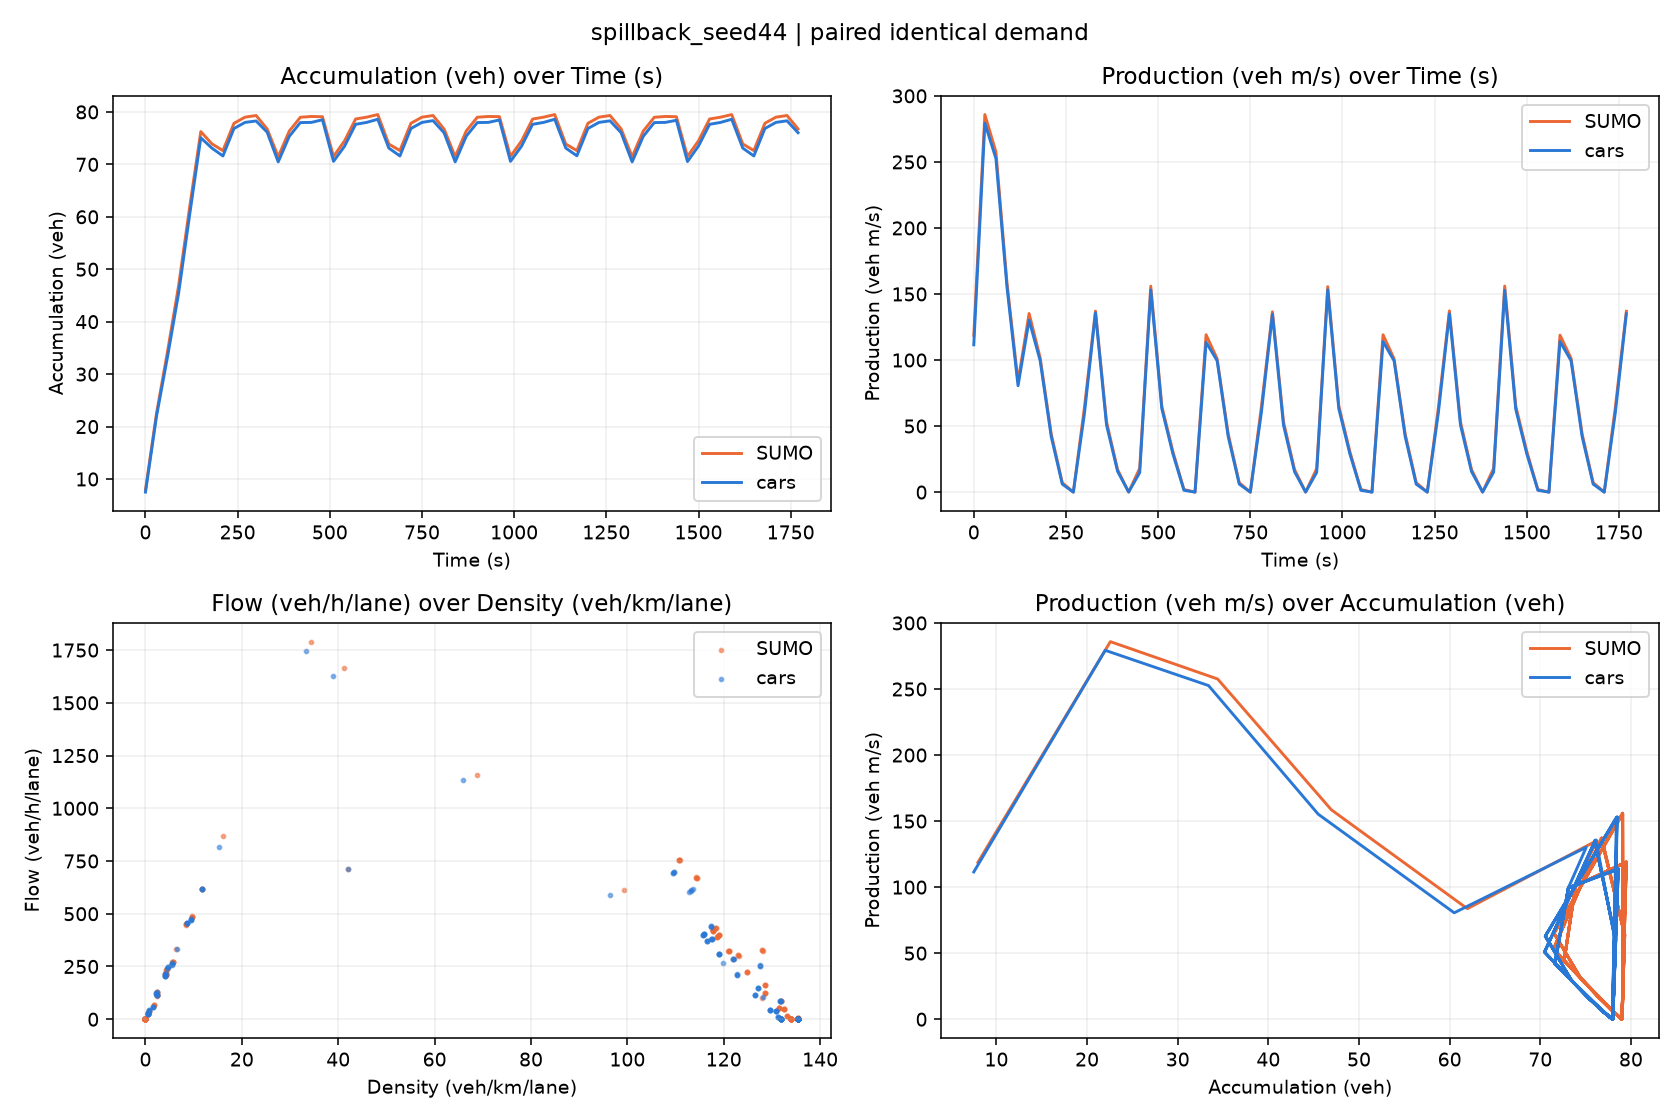 spillback_seed44 | paired identical demand
Accumulation (veh) over Time (s)
Accumulation (veh)
80
70
60
50
40
30
20
10
0 250 500 750 1000 1250 1500 1750
Time (s)
SUMO
cars
Production (veh m/s) over Time (s)
Production (veh m/s)
300
250
200
150
100
50
0
0 250 500 750 1000 1250 1500 1750
Time (s)
SUMO
cars
Flow (veh/h/lane) over Density (veh/km/lane)
Flow (veh/h/lane)
1750
1500
1250
1000
750
500
250
0
0 20 40 60 80 100 120 140
Density (veh/km/lane)
SUMO
cars
Production (veh m/s) over Accumulation (veh)
Production (veh m/s)
300
250
200
150
100
50
0
10 20 30 40 50 60 70 80
Accumulation (veh)
SUMO
cars